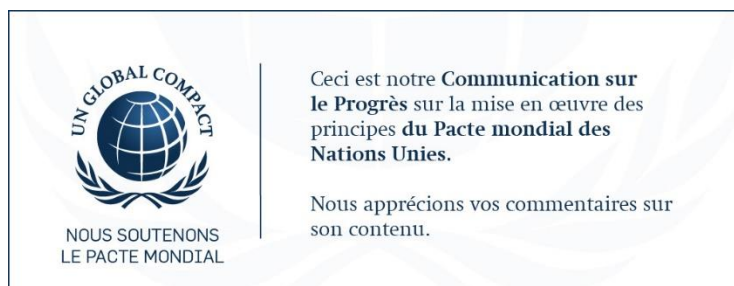 UN GLOBAL COMPACT
NOUS SOUTENONS
LE PACTE MONDIAL
Ceci est notre Communication sur
le Progrès sur la mise en œuvre des
principes du Pacte mondial des
Nations Unies.
Nous apprécions vos commentaires sur
son contenu.